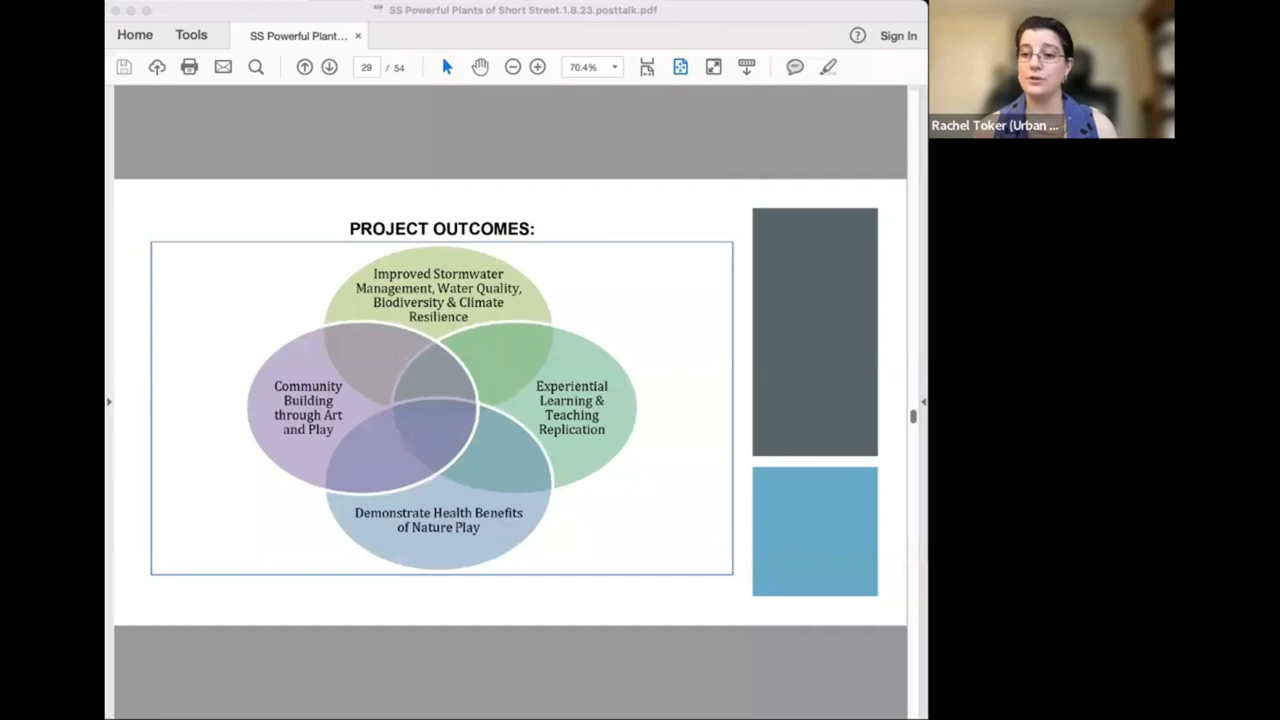 SS Powerful Plants of Short Street.1.8.23.posttalk.pdf
Home Tools SS Powerful Plant... × Sign In
29 / 54 70.4%
Rachel Toker (Urban ...
PROJECT OUTCOMES:
Improved Stormwater
Management, Water Quality,
Biodiversity & Climate
Resilience
Community
Building
through Art
and Play
Experiential
Learning &
Teaching
Replication
Demonstrate Health Benefits
of Nature Play